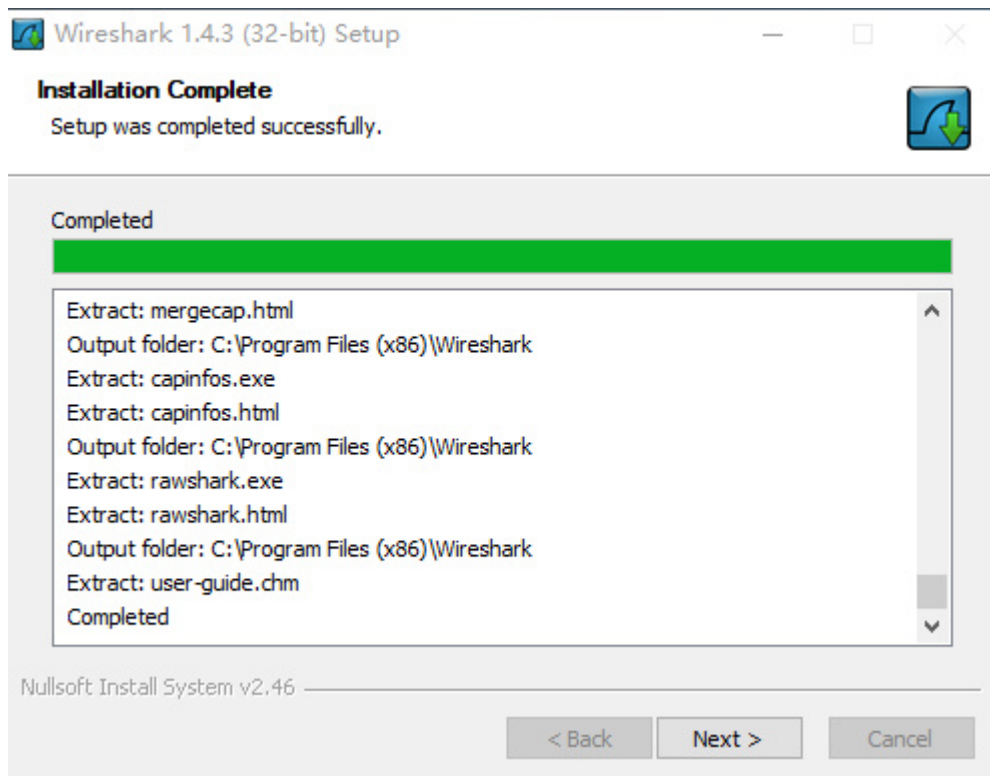 Wireshark 1.4.3 (32-bit) Setup
Installation Complete
Setup was completed successfully.
Completed
Extract: mergecap.html
Output folder: C:\Program Files (x86)\Wireshark
Extract: capinfos.exe
Extract: capinfos.html
Output folder: C:\Program Files (x86)\Wireshark
Extract: rawshark.exe
Extract: rawshark.html
Output folder: C:\Program Files (x86)\Wireshark
Extract: user-guide.chm
Completed
Nullsoft Install System v2.46
< Back Next > Cancel